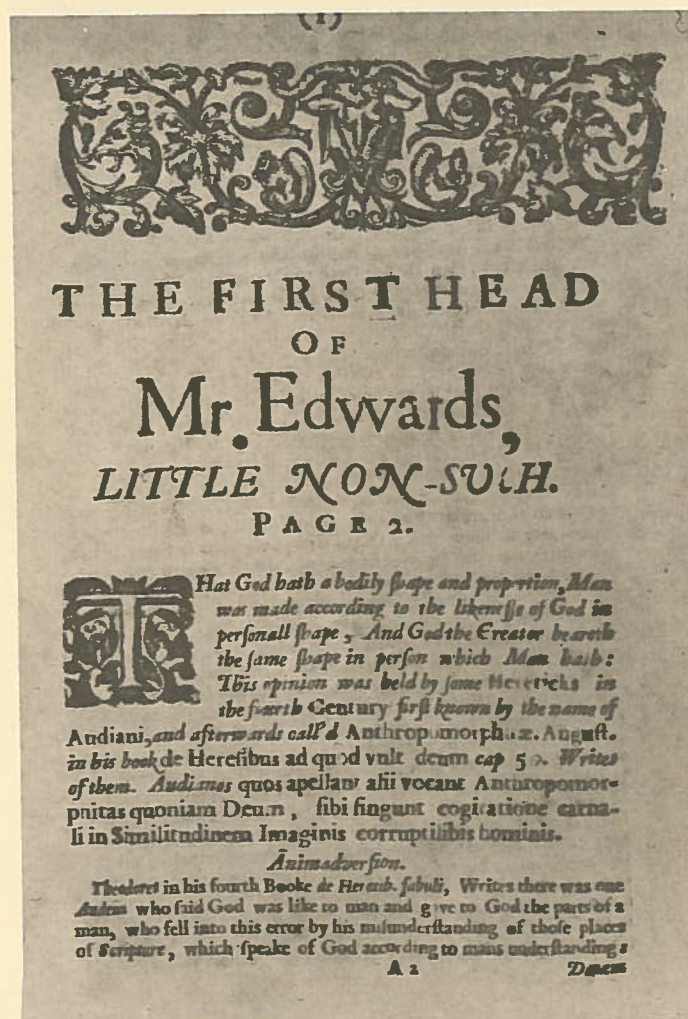 (1)
THE FIRST HEAD
OF
Mr. Edwards,
LITTLE NON-SUCH.
PAGE 2.
THat God hath a bodily ſhape and proportion, Man
was made according to the likeneſſe of God in
perſonall ſhape, And God the Creator beareth
the ſame ſhape in perſon which Man hath:
This opinion was held by ſome Hereticks in
the fourth Century firſt known by the name of
Audiani, and afterwards call'd Anthropomorphitæ. Auguſt.
in his book de Hereſibus ad quod vult deum cap 50. Writes
of them. Audianos quos apellant alii vocant Anthropomor-
phitas quoniam Deum, ſibi fingunt cogitatione carna-
li in Similitudinem Imaginis corruptilibis hominis.
Animadverſion.
Theodoret in his fourth Booke de Heretib. fabuli, Writes there was one
Audeus who ſaid God was like to man and give to God the parts of a
man, who fell into this error by his miſunderſtanding of thoſe places
of Scripture, which ſpeake of God according to mans underſtanding:
A 2 Daneus